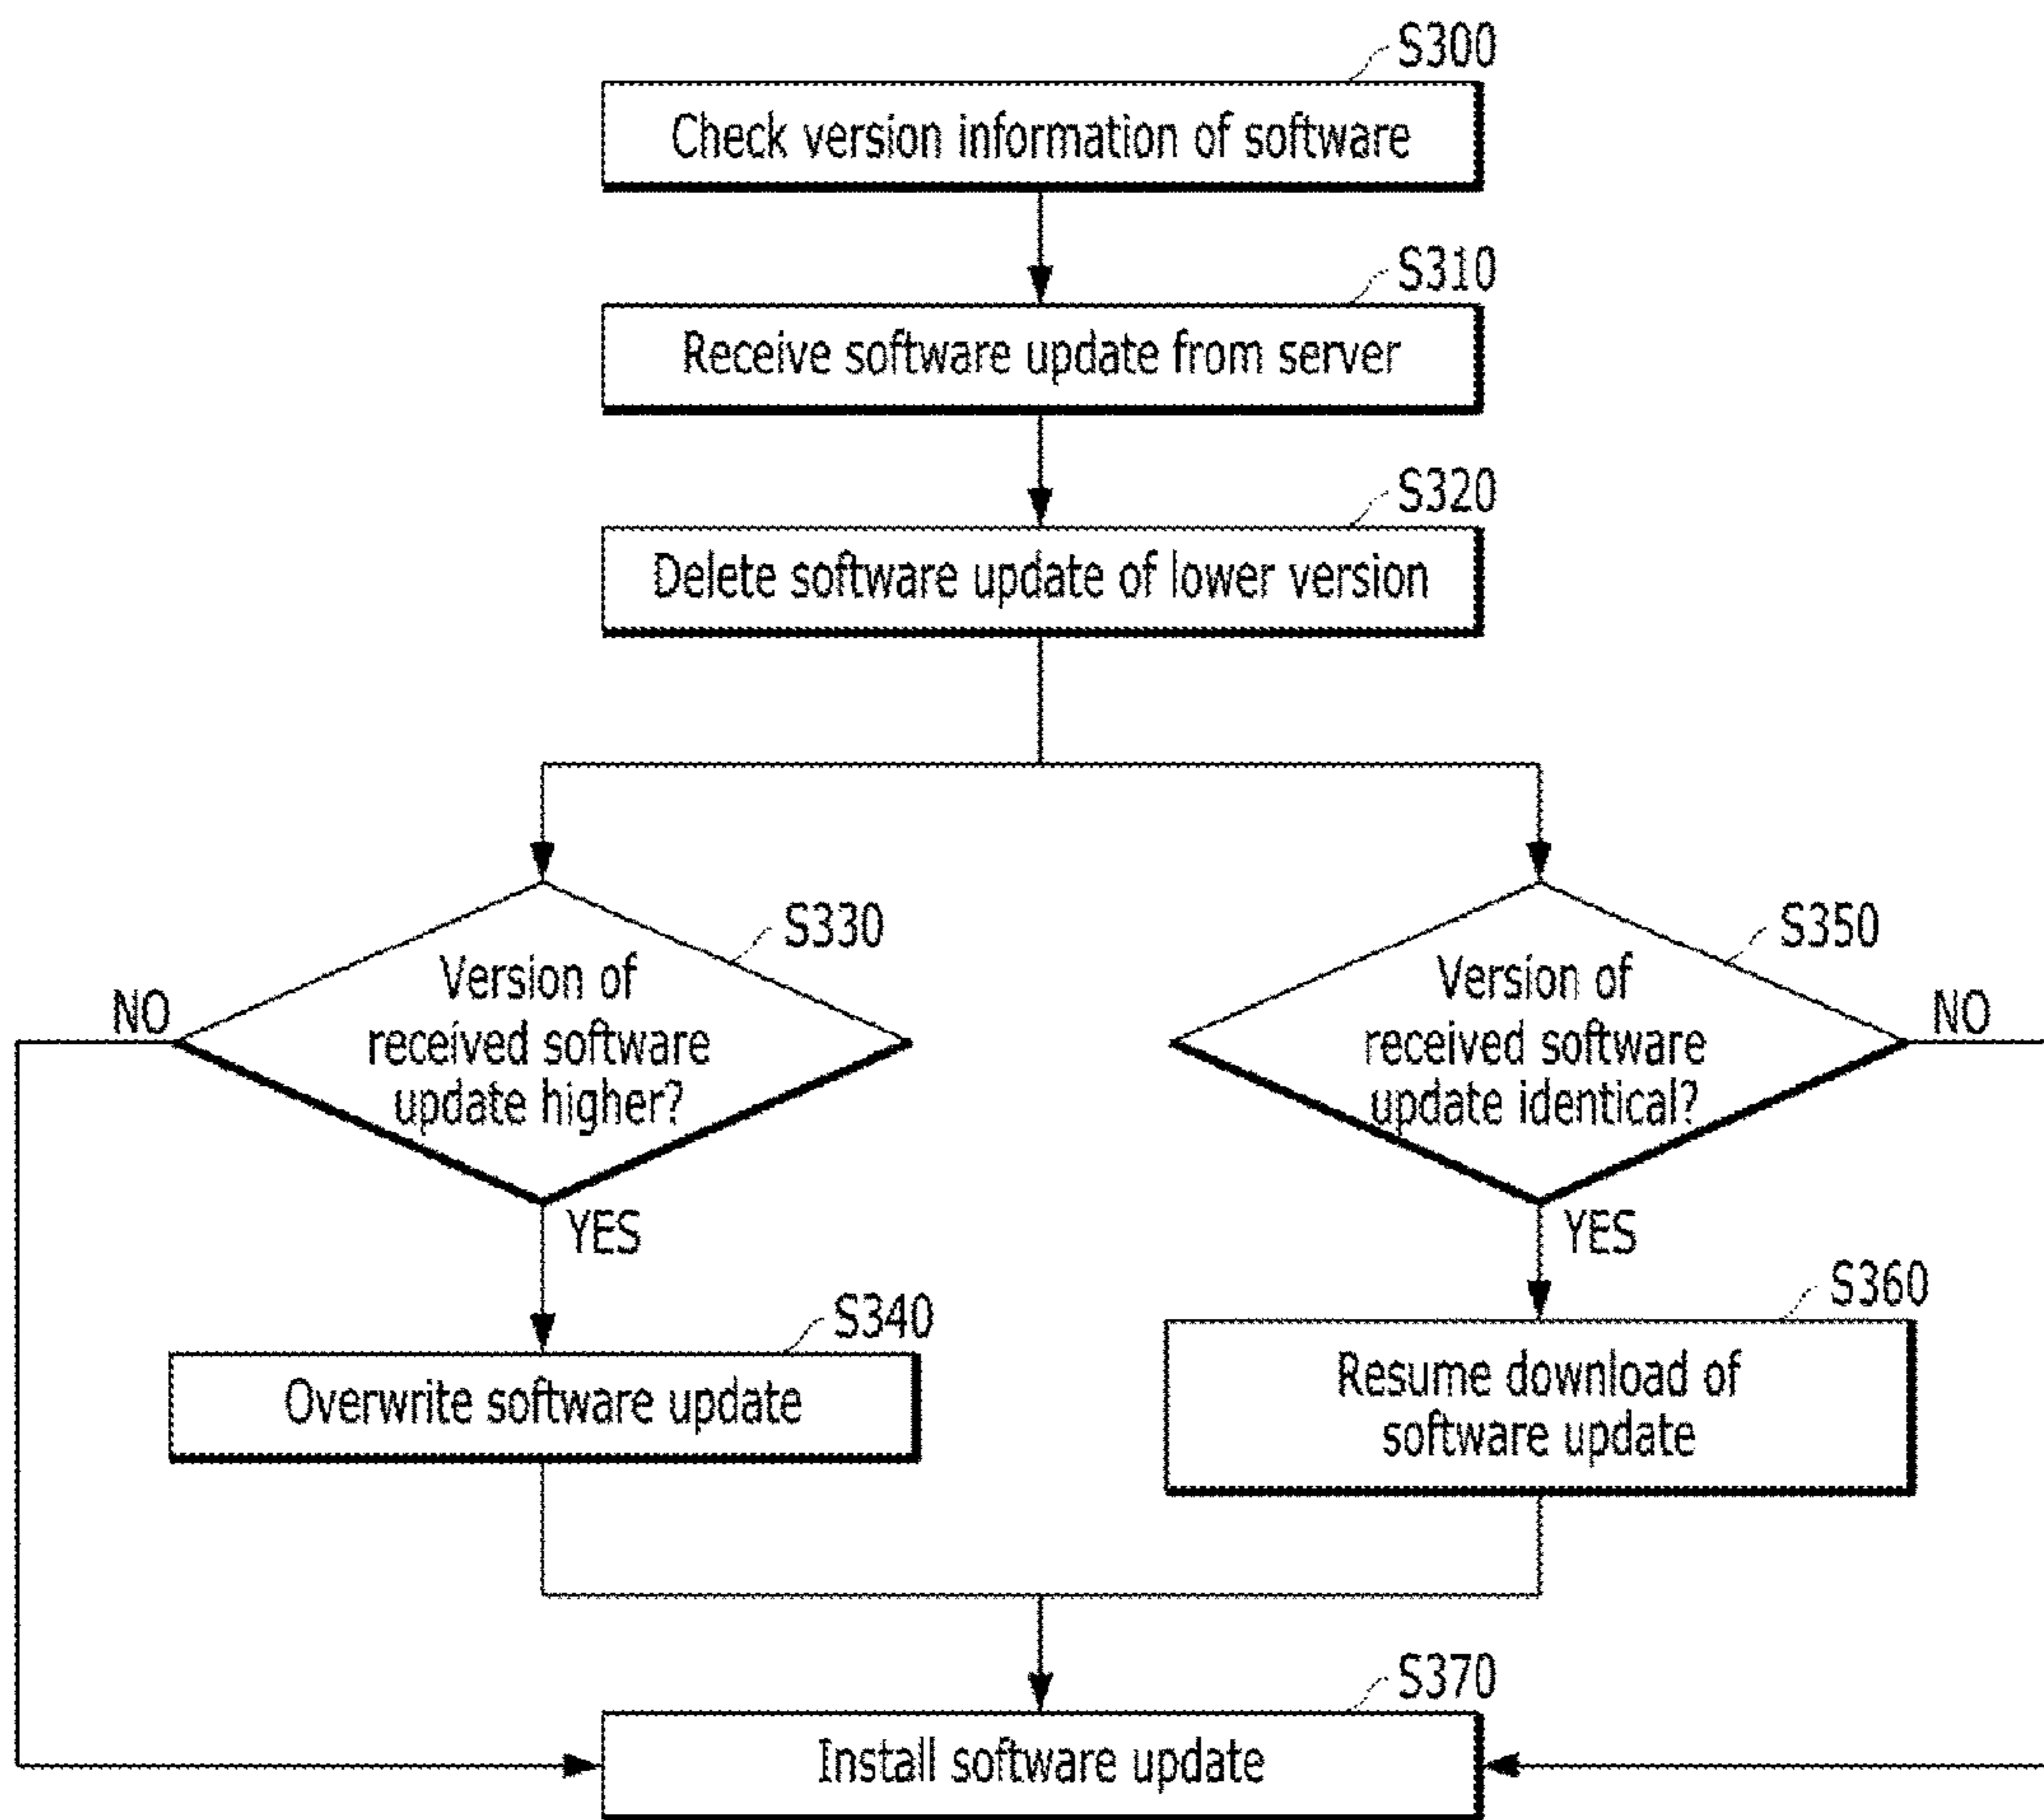 S300
Check version information of software
S310
Receive software update from server
S320
Delete software update of lower version
S330
Version of
received software
update higher?
NO
YES
S350
Version of
received software
update identical?
NO
YES
S340
Overwrite software update
S360
Resume download of
software update
S370
Install software update